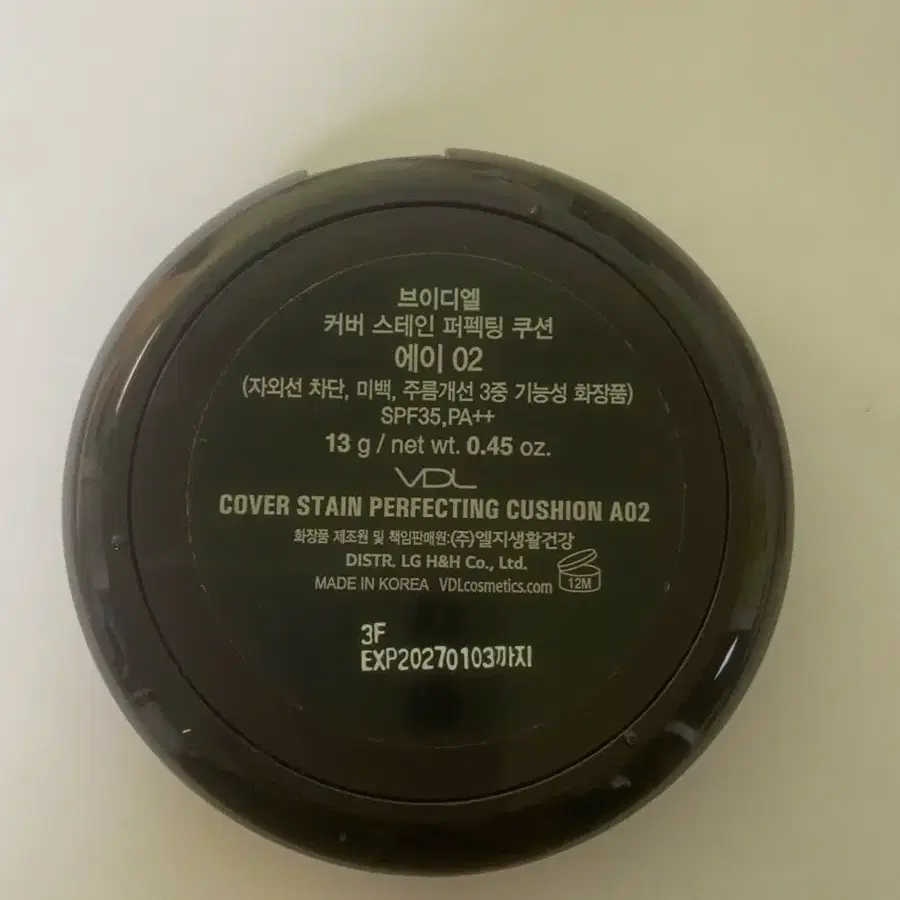 브이디엘
커버 스테인 퍼펙팅 쿠션
에이 02
(자외선 차단, 미백, 주름개선 3중 기능성 화장품)
SPF35,PA++
13 g / net wt. 0.45 oz.
VDL
COVER STAIN PERFECTING CUSHION A02
화장품 제조원 및 책임판매원:(주)엘지생활건강
DISTR. LG H&H Co., Ltd.
MADE IN KOREA VDLcosmetics.com 12M
3F
EXP20270103까지